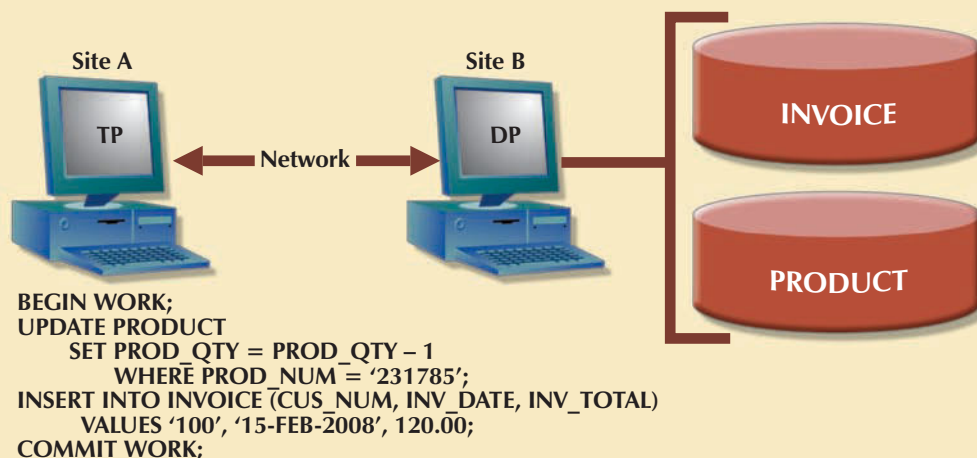 Site A
Site B
TP
DP
Network
INVOICE
PRODUCT
BEGIN WORK;
UPDATE PRODUCT
SET PROD_QTY = PROD_QTY – 1
WHERE PROD_NUM = ‘231785’;
INSERT INTO INVOICE (CUS_NUM, INV_DATE, INV_TOTAL)
VALUES ‘100’, ‘15-FEB-2008’, 120.00;
COMMIT WORK;